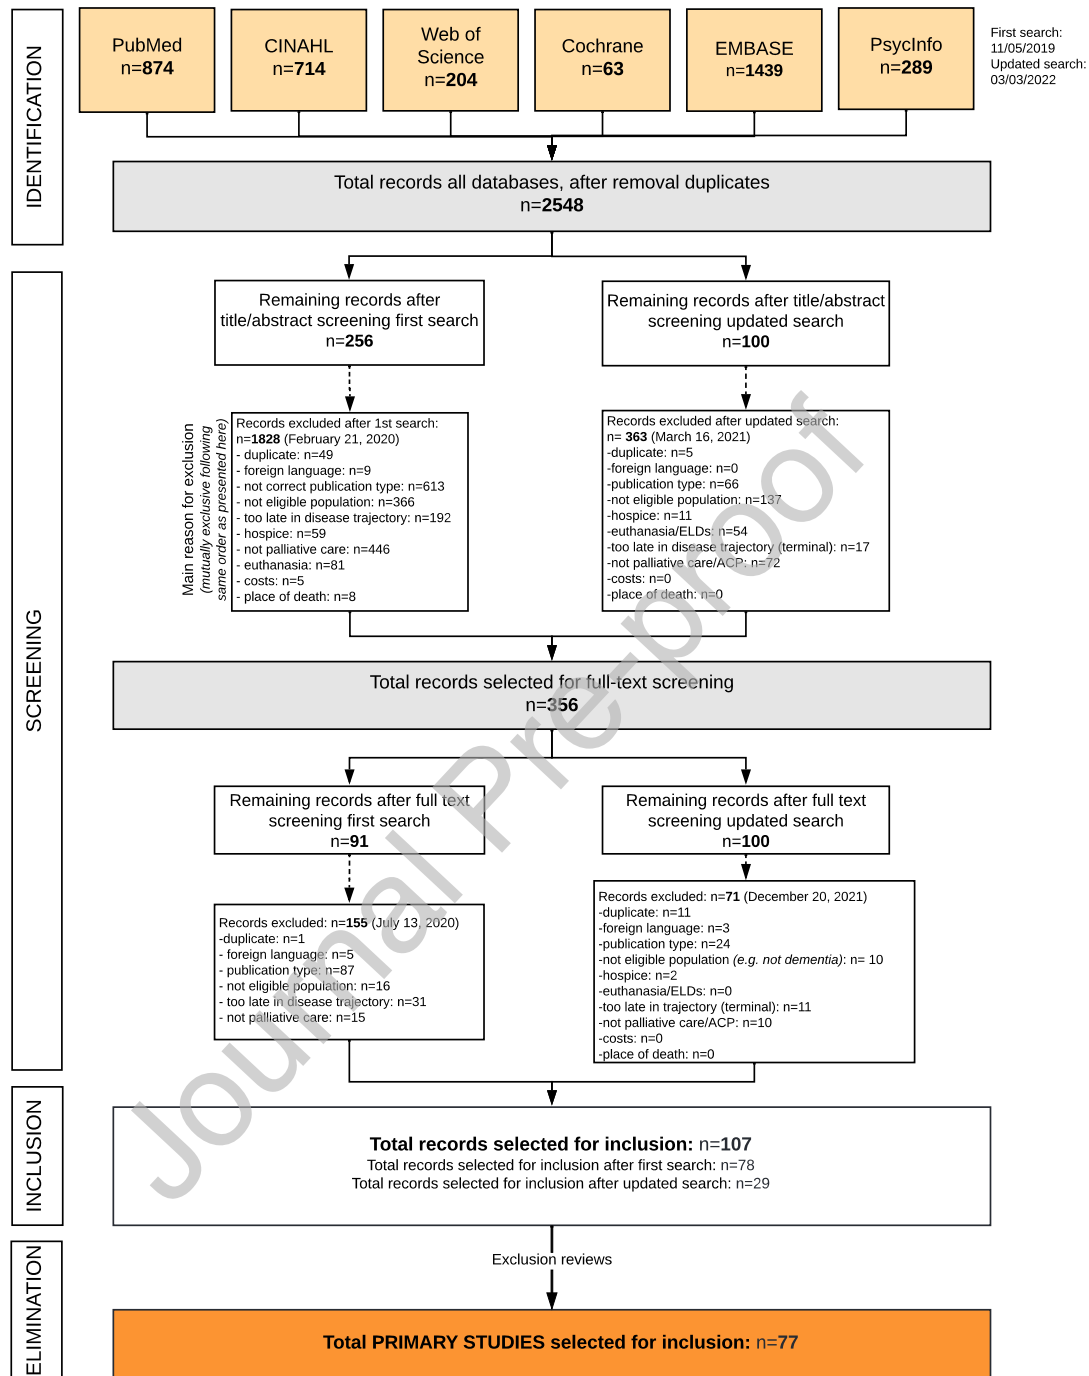 IDENTIFICATION
PubMed
n=874
CINAHL
n=714
Web of
Science
n=204
Cochrane
n=63
EMBASE
n=1439
PsycInfo
n=289
First search:
11/05/2019
Updated search:
03/03/2022
Total records all databases, after removal duplicates
n=2548
SCREENING
Remaining records after
title/abstract screening first search
n=256
Remaining records after title/abstract
screening updated search
n=100
Main reason for exclusion
(mutually exclusive following
same order as presented here)
Records excluded after 1st search:
n=1828 (February 21, 2020)
- duplicate: n=49
- foreign language: n=9
- not correct publication type: n=613
- not eligible population: n=366
- too late in disease trajectory: n=192
- hospice: n=59
- not palliative care: n=446
- euthanasia: n=81
- costs: n=5
- place of death: n=8
Records excluded after updated search:
n= 363 (March 16, 2021)
-duplicate: n=5
-foreign language: n=0
-publication type: n=66
-not eligible population: n=137
-hospice: n=11
-euthanasia/ELDs: n=54
-too late in disease trajectory (terminal): n=17
-not palliative care/ACP: n=72
-costs: n=0
-place of death: n=0
Total records selected for full-text screening
n=356
Remaining records after full text
screening first search
n=91
Remaining records after full text
screening updated search
n=100
Records excluded: n=155 (July 13, 2020)
-duplicate: n=1
- foreign language: n=5
- publication type: n=87
- not eligible population: n=16
- too late in disease trajectory: n=31
- not palliative care: n=15
Records excluded: n=71 (December 20, 2021)
-duplicate: n=11
-foreign language: n=3
-publication type: n=24
-not eligible population (e.g. not dementia): n= 10
-hospice: n=2
-euthanasia/ELDs: n=0
-too late in trajectory (terminal): n=11
-not palliative care/ACP: n=10
-costs: n=0
-place of death: n=0
INCLUSION
Total records selected for inclusion: n=107
Total records selected for inclusion after first search: n=78
Total records selected for inclusion after updated search: n=29
Exclusion reviews
ELIMINATION
Total PRIMARY STUDIES selected for inclusion: n=77
Journal Pre-proof